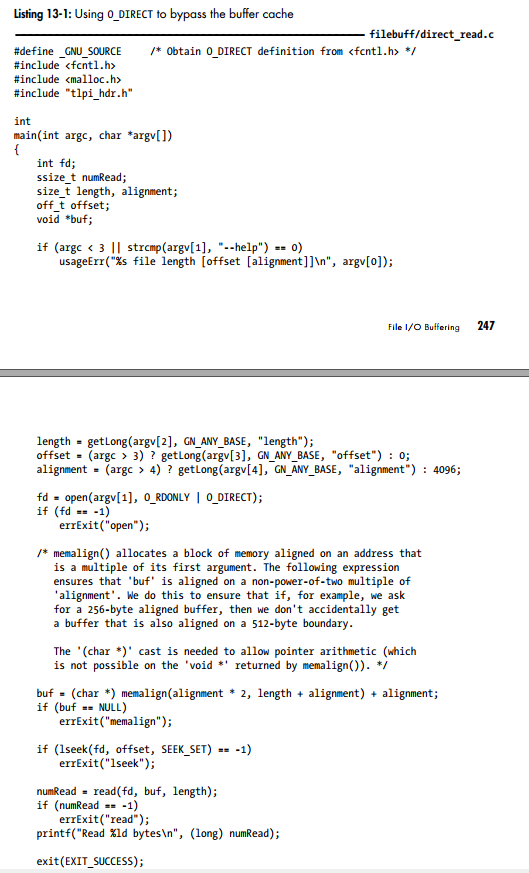 Listing 13-1: Using O_DIRECT to bypass the buffer cache
filebuff/direct_read.c
#define _GNU_SOURCE     /* Obtain O_DIRECT definition from <fcntl.h> */
#include <fcntl.h>
#include <malloc.h>
#include "tlpi_hdr.h"
int
main(int argc, char *argv[])
{
    int fd;
    ssize_t numRead;
    size_t length, alignment;
    off_t offset;
    void *buf;
    if (argc < 3 || strcmp(argv[1], "--help") == 0)
        usageErr("%s file length [offset [alignment]]\n", argv[0]);
File I/O Buffering    247
    length = getLong(argv[2], GN_ANY_BASE, "length");
    offset = (argc > 3) ? getLong(argv[3], GN_ANY_BASE, "offset") : 0;
    alignment = (argc > 4) ? getLong(argv[4], GN_ANY_BASE, "alignment") : 4096;
    fd = open(argv[1], O_RDONLY | O_DIRECT);
    if (fd == -1)
        errExit("open");
    /* memalign() allocates a block of memory aligned on an address that
       is a multiple of its first argument. The following expression
       ensures that 'buf' is aligned on a non-power-of-two multiple of
       'alignment'. We do this to ensure that if, for example, we ask
       for a 256-byte aligned buffer, then we don't accidentally get
       a buffer that is also aligned on a 512-byte boundary.
       The '(char *)' cast is needed to allow pointer arithmetic (which
       is not possible on the 'void *' returned by memalign()). */
    buf = (char *) memalign(alignment * 2, length + alignment) + alignment;
    if (buf == NULL)
        errExit("memalign");
    if (lseek(fd, offset, SEEK_SET) == -1)
        errExit("lseek");
    numRead = read(fd, buf, length);
    if (numRead == -1)
        errExit("read");
    printf("Read %ld bytes\n", (long) numRead);
    exit(EXIT_SUCCESS);